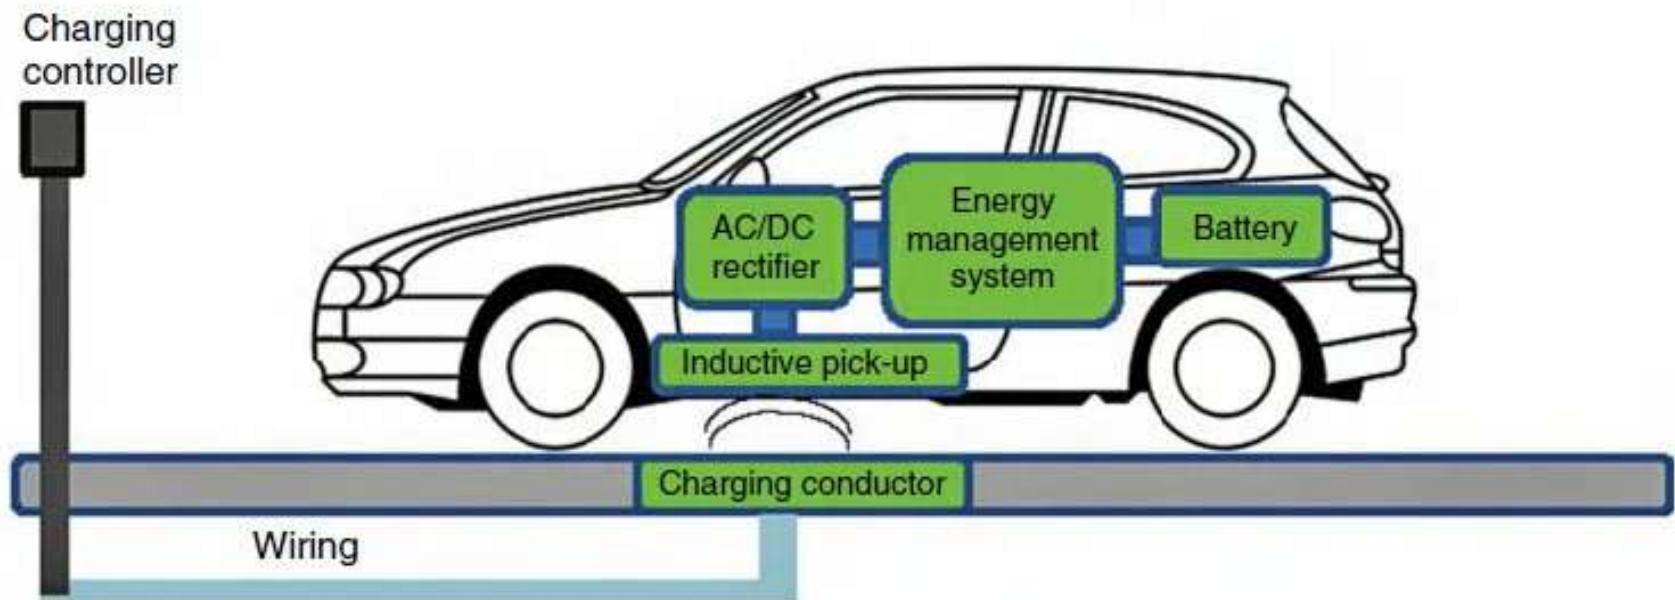 Charging
controller
AC/DC
rectifier
Energy
management
system
Battery
Inductive pick-up
Charging conductor
Wiring